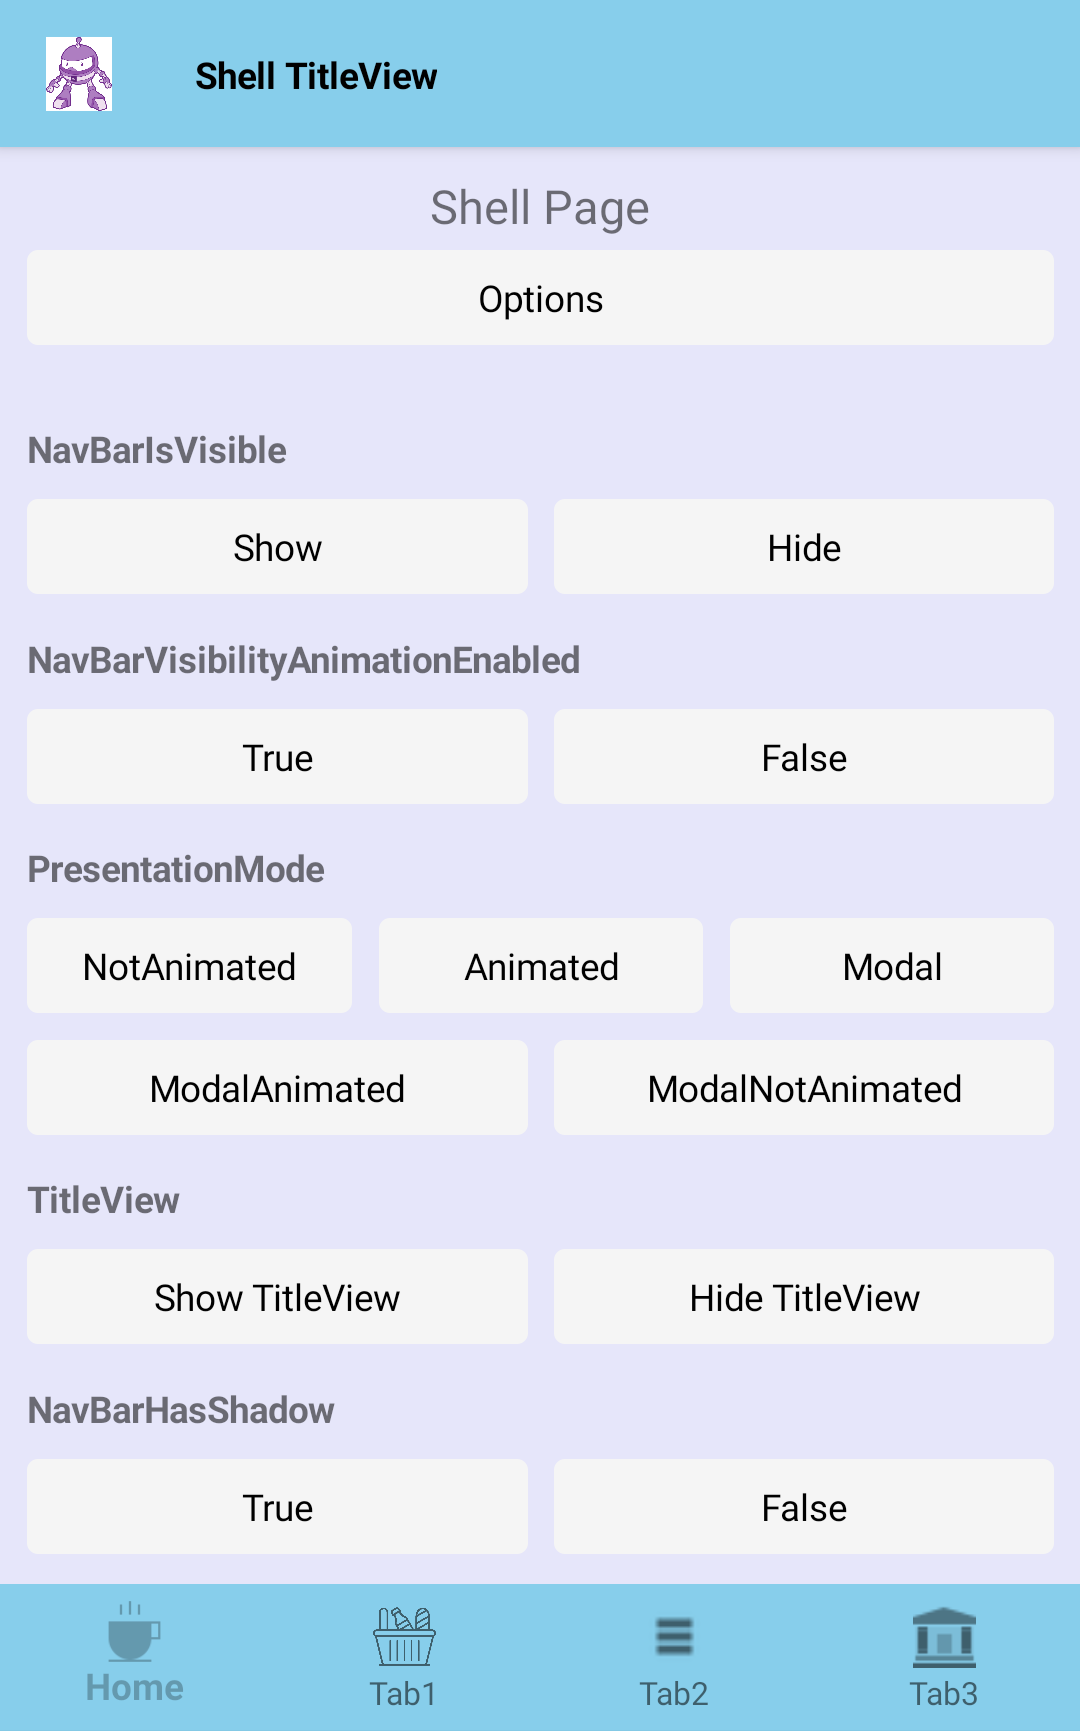 Shell TitleView
Shell Page
Options
NavBarIsVisible
Show Hide
NavBarVisibilityAnimationEnabled
True False
PresentationMode
NotAnimated Animated Modal
ModalAnimated ModalNotAnimated
TitleView
Show TitleView Hide TitleView
NavBarHasShadow
True False
Home Tab1 Tab2 Tab3